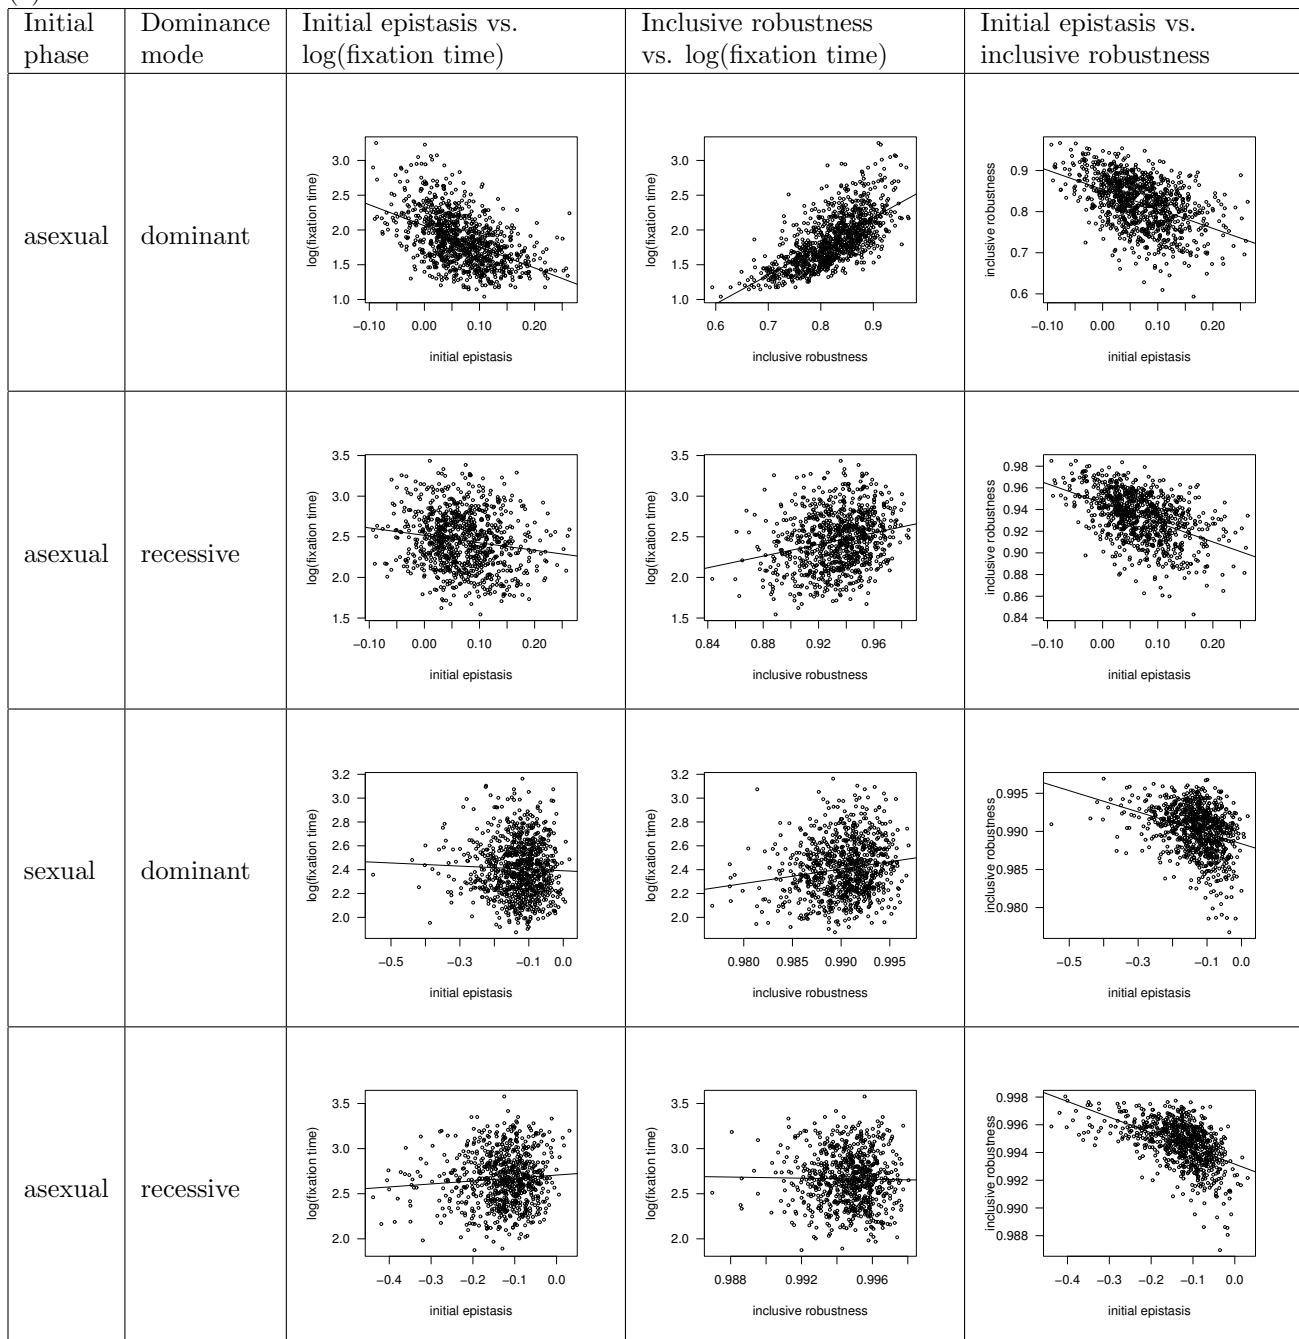 Initial
phase
Dominance
mode
Initial epistasis vs.
log(fixation time)
Inclusive robustness
vs. log(fixation time)
Initial epistasis vs.
inclusive robustness
asexual
dominant
log(fixation time)
3.0
2.5
2.0
1.5
1.0
−0.10 0.00 0.10 0.20
initial epistasis
log(fixation time)
3.0
2.5
2.0
1.5
1.0
0.6 0.7 0.8 0.9
inclusive robustness
inclusive robustness
0.9
0.8
0.7
0.6
−0.10 0.00 0.10 0.20
initial epistasis
asexual
recessive
log(fixation time)
3.5
3.0
2.5
2.0
1.5
−0.10 0.00 0.10 0.20
initial epistasis
log(fixation time)
3.5
3.0
2.5
2.0
1.5
0.84 0.88 0.92 0.96
inclusive robustness
inclusive robustness
0.98
0.96
0.94
0.92
0.90
0.88
0.86
0.84
−0.10 0.00 0.10 0.20
initial epistasis
sexual
dominant
log(fixation time)
3.2
3.0
2.8
2.6
2.4
2.2
2.0
−0.5 −0.3 −0.1 0.0
initial epistasis
log(fixation time)
3.2
3.0
2.8
2.6
2.4
2.2
2.0
0.980 0.985 0.990 0.995
inclusive robustness
inclusive robustness
0.995
0.990
0.985
0.980
−0.5 −0.3 −0.1 0.0
initial epistasis
asexual
recessive
log(fixation time)
3.5
3.0
2.5
2.0
−0.4 −0.3 −0.2 −0.1 0.0
initial epistasis
log(fixation time)
3.5
3.0
2.5
2.0
0.988 0.992 0.996
inclusive robustness
inclusive robustness
0.998
0.996
0.994
0.992
0.990
0.988
−0.4 −0.3 −0.2 −0.1 0.0
initial epistasis